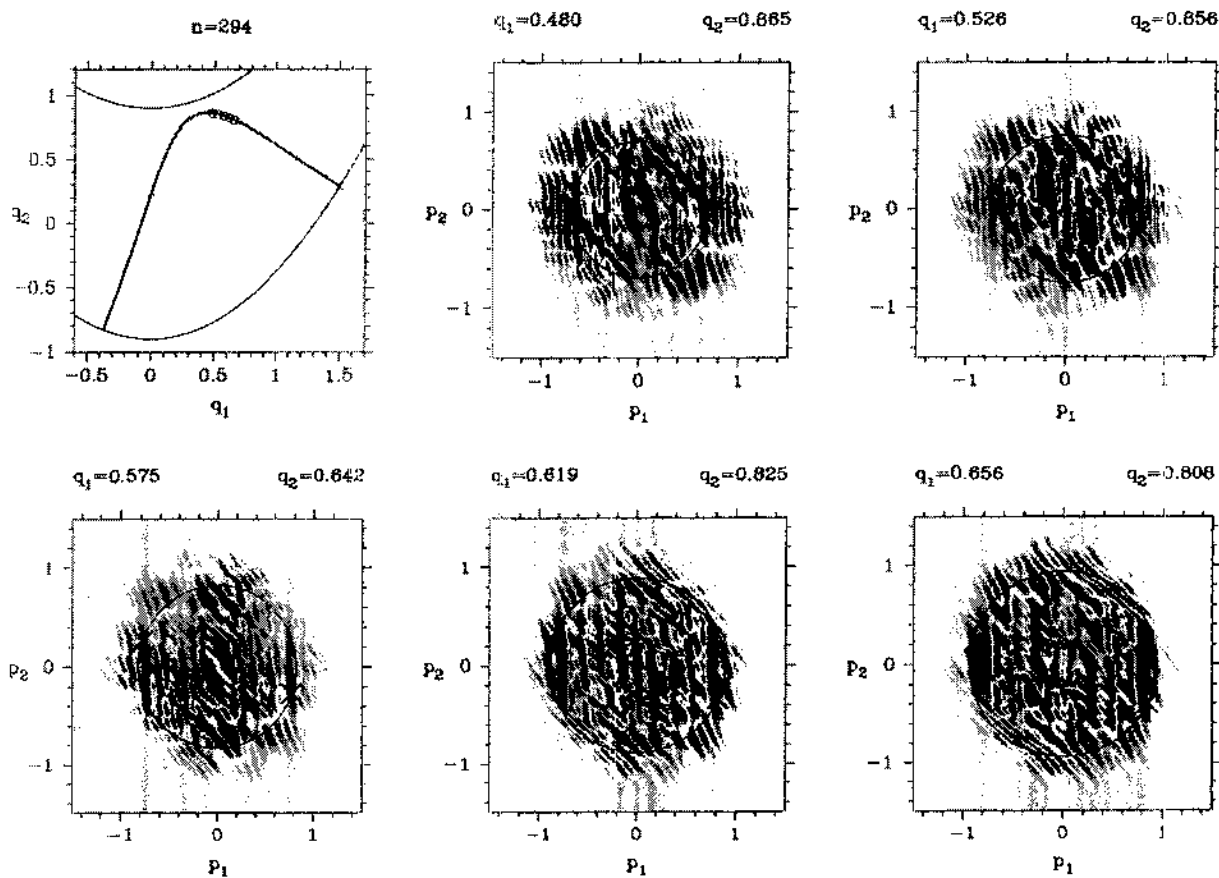 n=294
q₁=0.480 q₂=0.865
q₁=0.526 q₂=0.856
1
0.5
q₂
0
−0.5
−1
−0.5 0 0.5 1 1.5
q₁
1
p₂ 0
−1
−1 0 1
p₁
1
p₂ 0
−1
−1 0 1
p₁
q₁=0.575 q₂=0.842
q₁=0.619 q₂=0.825
q₁=0.656 q₂=0.808
1
p₂ 0
−1
−1 0 1
p₁
1
p₂ 0
−1
−1 0 1
p₁
1
p₂ 0
−1
−1 0 1
p₁